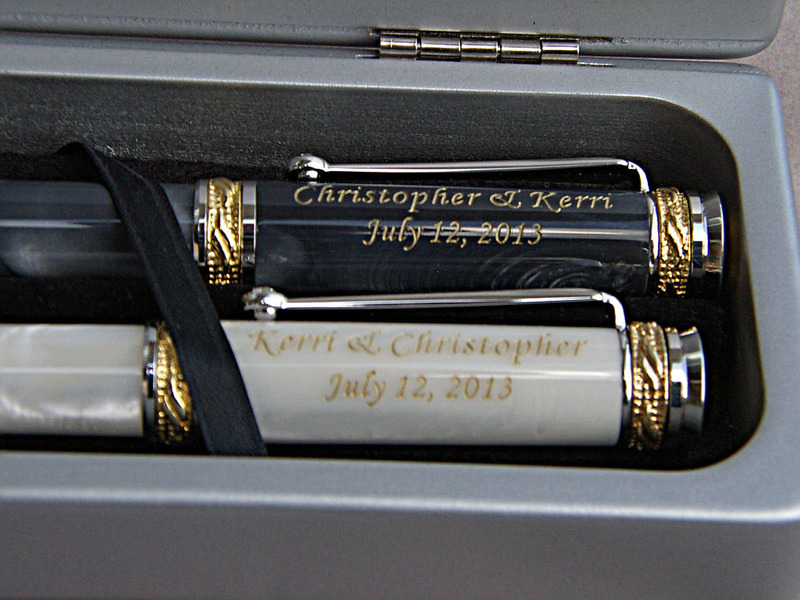 Christopher & Kerri
July 12, 2013
Kerri & Christopher
July 12, 2013